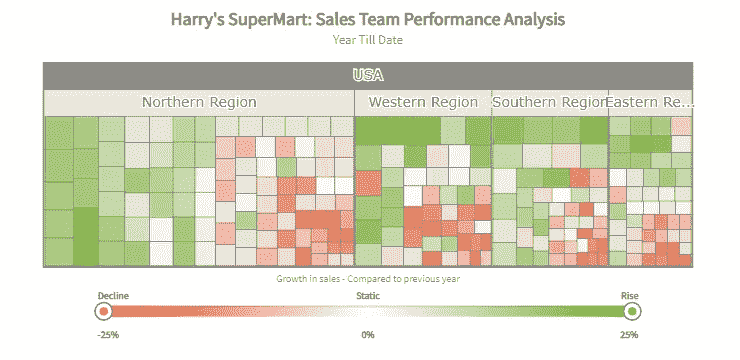 Harry's SuperMart: Sales Team Performance Analysis
Year Till Date
USA
Northern Region Western Region Southern Region Eastern Re...
Growth in sales - Compared to previous year
Decline Static Rise
-25% 0% 25%